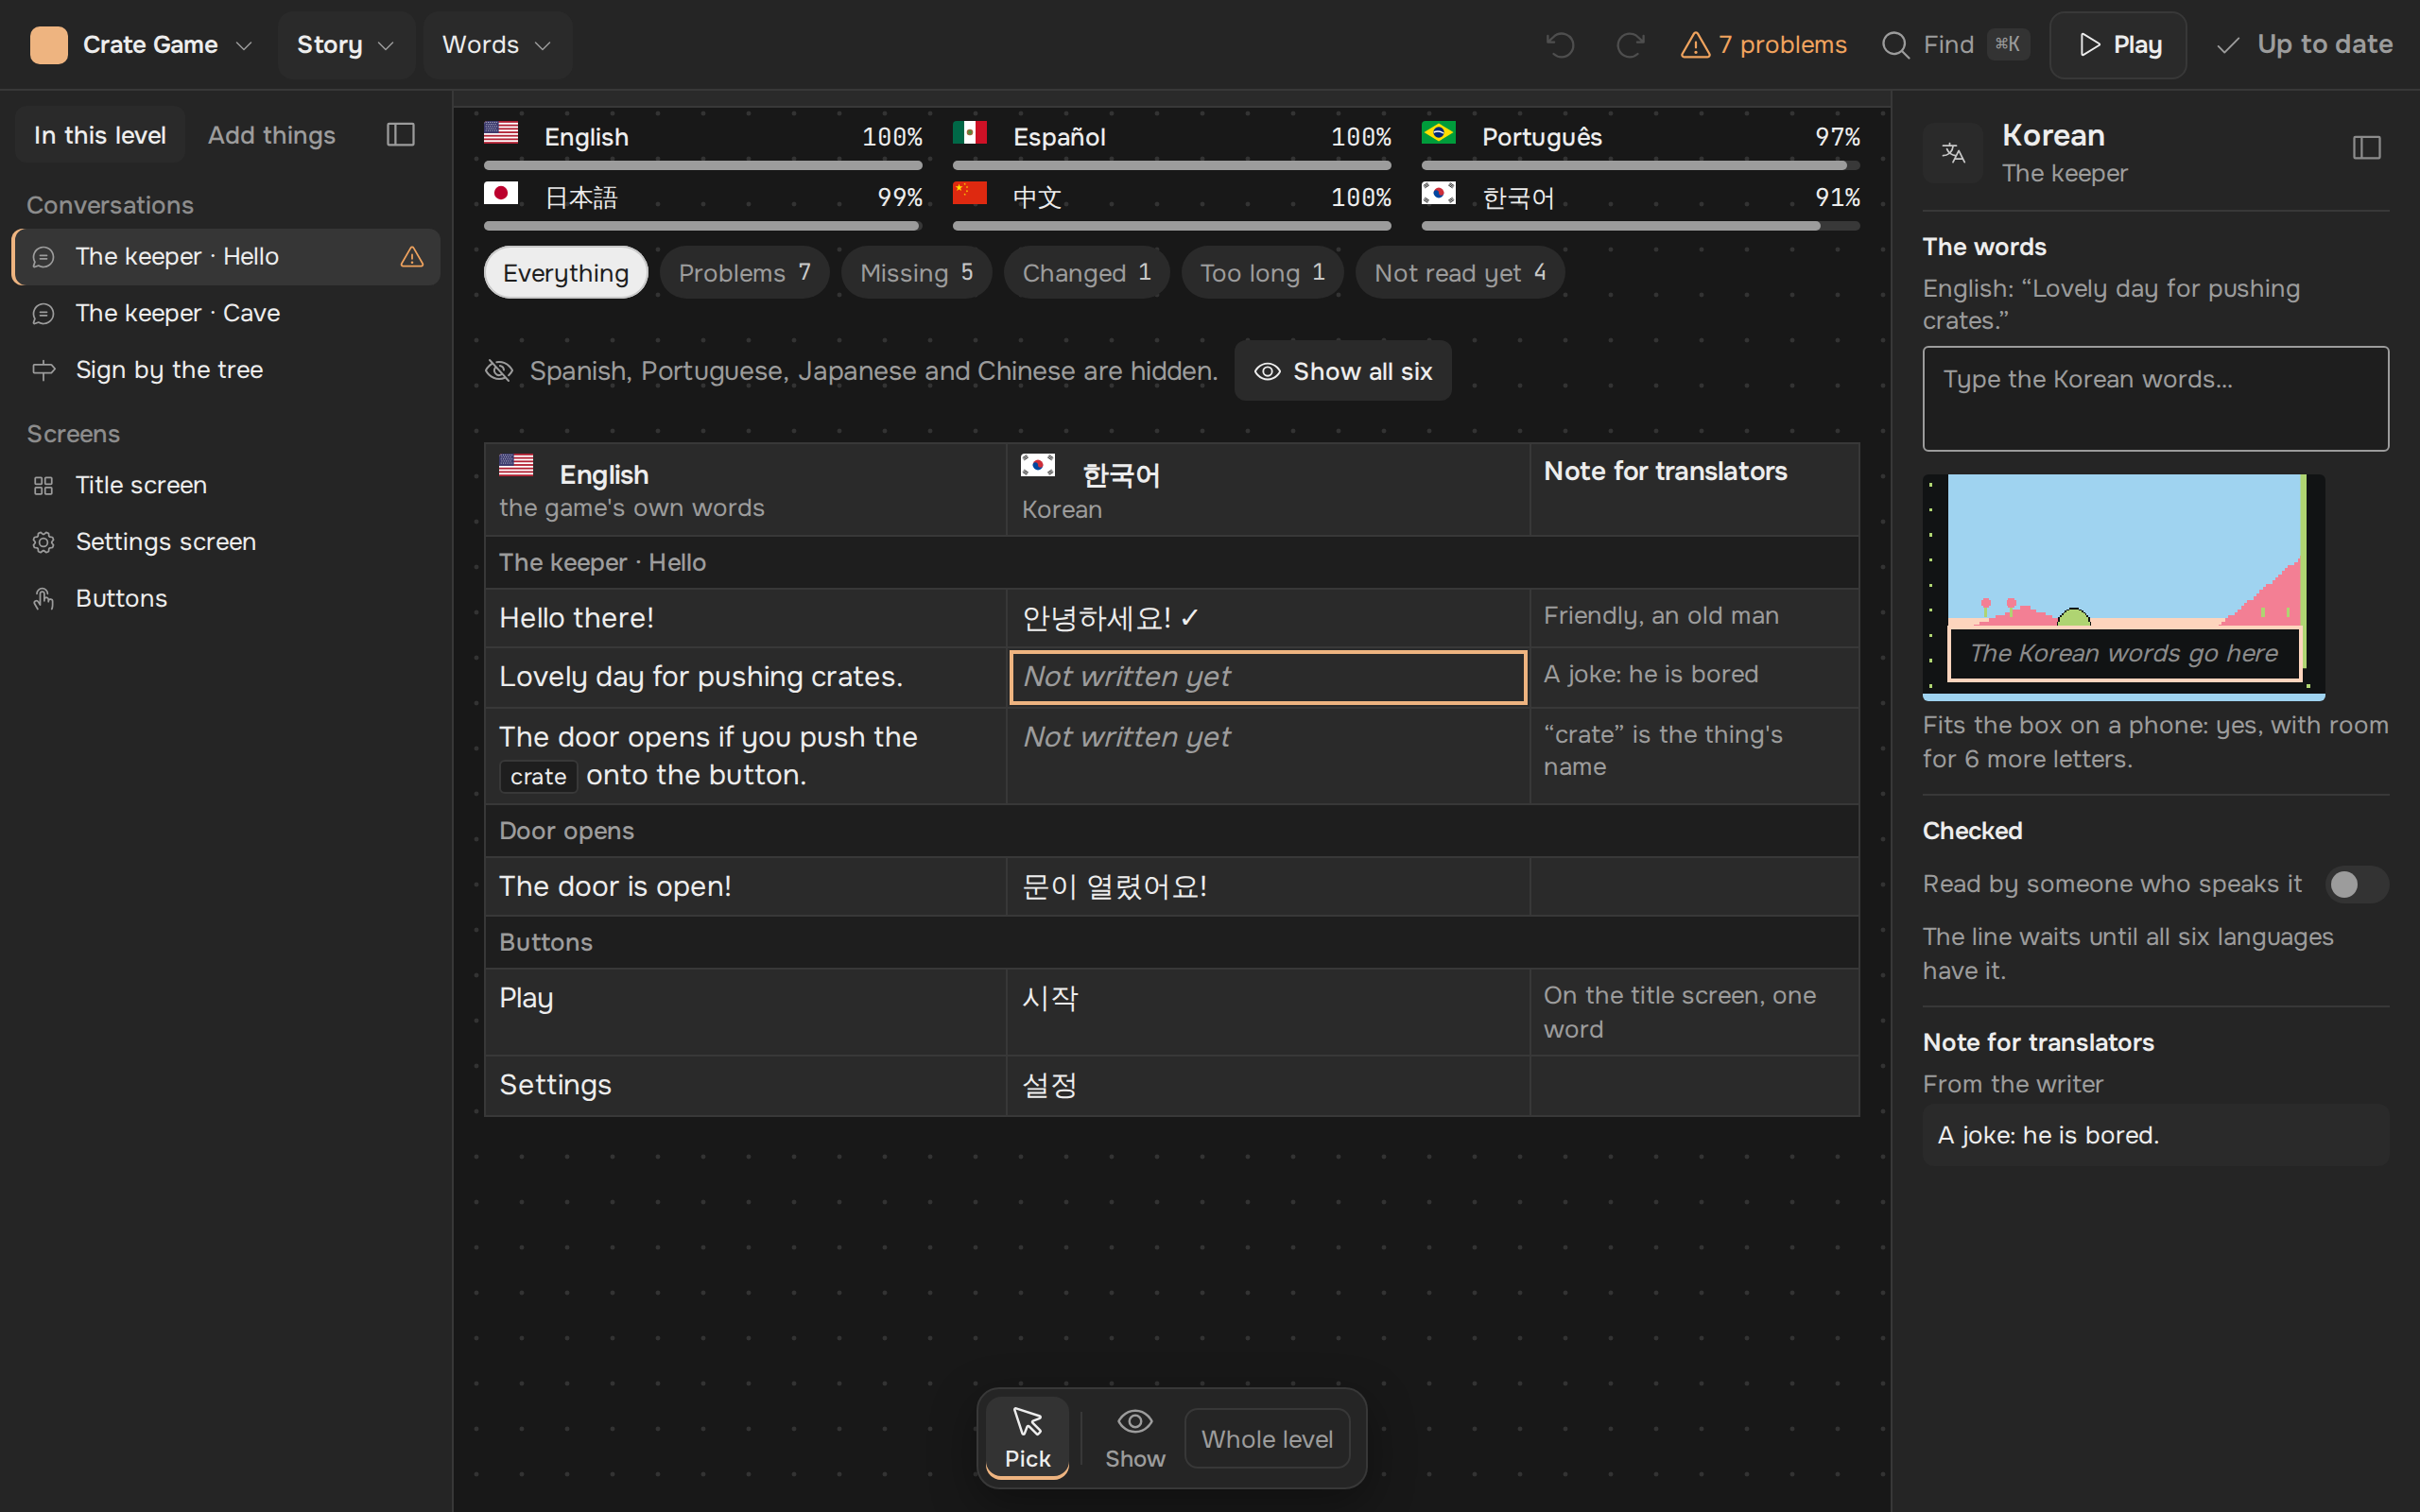 Crate Game
Story
Words
7 problems
Find
⌘K
Play
Up to date
In this level
Add things
Conversations
The keeper · Hello
The keeper · Cave
Sign by the tree
Screens
Title screen
Settings screen
Buttons
English 100%
Español 100%
Português 97%
日本語 99%
中文 100%
한국어 91%
Everything
Problems 7
Missing 5
Changed 1
Too long 1
Not read yet 4
Spanish, Portuguese, Japanese and Chinese are hidden.
Show all six
English
the game's own words
한국어
Korean
Note for translators
The keeper · Hello
Hello there!
안녕하세요! ✓
Friendly, an old man
Lovely day for pushing crates.
Not written yet
A joke: he is bored
The door opens if you push the
crate onto the button.
Not written yet
“crate” is the thing's
name
Door opens
The door is open!
문이 열렸어요!
Buttons
Play
시작
On the title screen, one
word
Settings
설정
Pick
Show
Whole level
Korean
The keeper
The words
English: “Lovely day for pushing
crates.”
Type the Korean words...
The Korean words go here
Fits the box on a phone: yes, with room
for 6 more letters.
Checked
Read by someone who speaks it
The line waits until all six languages
have it.
Note for translators
From the writer
A joke: he is bored.